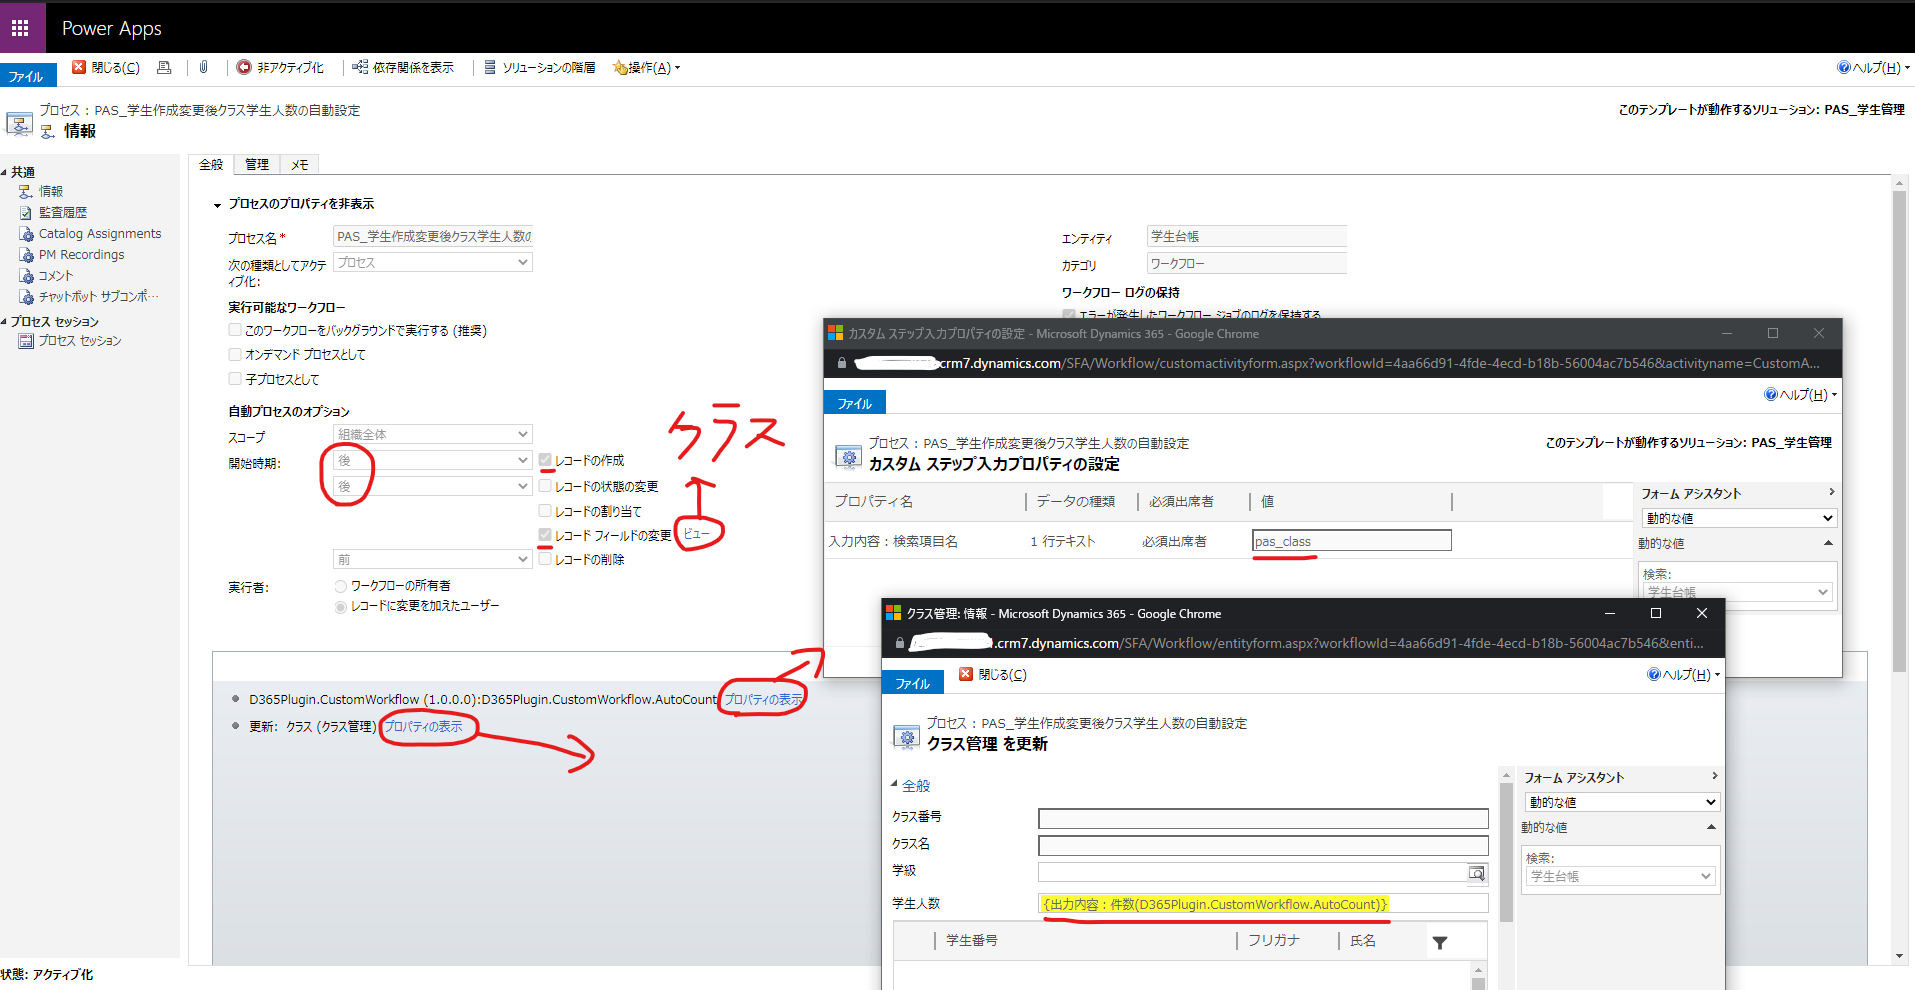 Power Apps
ファイル
閉じる(C)
非アクティブ化
依存関係を表示
ソリューションの階層
操作(A)
ヘルプ(H)
プロセス : PAS_学生作成変更後クラス学生人数の自動設定
情報
このテンプレートが動作するソリューション: PAS_学生管理
共通
情報
監査履歴
Catalog Assignments
PM Recordings
コメント
チャットボット サブコンポ…
プロセス セッション
プロセス セッション
全般
管理
メモ
プロセスのプロパティを非表示
プロセス名*
PAS_学生作成変更後クラス学生人数の
次の種類としてアクティブ化:
プロセス
エンティティ
学生台帳
カテゴリ
ワークフロー
実行可能なワークフロー
このワークフローをバックグラウンドで実行する (推奨)
オンデマンド プロセスとして
子プロセスとして
ワークフロー ログの保持
エラーが発生したワークフロー ジョブのログを保持する
自動プロセスのオプション
スコープ
組織全体
開始時期:
後
レコードの作成
後
レコードの状態の変更
レコードの割り当て
レコード フィールドの変更
ビュー
クラス
前
レコードの削除
実行者:
ワークフローの所有者
レコードに変更を加えたユーザー
D365Plugin.CustomWorkflow (1.0.0.0):D365Plugin.CustomWorkflow.AutoCount
プロパティの表示
更新: クラス (クラス管理)
プロパティの表示
状態: アクティブ化
カスタム ステップ入力プロパティの設定 - Microsoft Dynamics 365 - Google Chrome
crm7.dynamics.com/SFA/Workflow/customactivityform.aspx?workflowId=4aa66d91-4fde-4ecd-b18b-56004ac7b546&activityname=CustomA...
ファイル
ヘルプ(H)
プロセス : PAS_学生作成変更後クラス学生人数の自動設定
カスタム ステップ入力プロパティの設定
このテンプレートが動作するソリューション: PAS_学生管理
プロパティ名
データの種類
必須出席者
値
入力内容 : 検索項目名
1 行テキスト
必須出席者
pas_class
フォーム アシスタント
動的な値
動的な値
検索:
学生台帳
クラス管理: 情報 - Microsoft Dynamics 365 - Google Chrome
.crm7.dynamics.com/SFA/Workflow/entityform.aspx?workflowId=4aa66d91-4fde-4ecd-b18b-56004ac7b546&enti...
ファイル
閉じる(C)
ヘルプ(H)
プロセス : PAS_学生作成変更後クラス学生人数の自動設定
クラス管理 を更新
全般
クラス番号
クラス名
学級
学生人数
{出力内容 : 件数(D365Plugin.CustomWorkflow.AutoCount)}
学生番号
フリガナ
氏名
フォーム アシスタント
動的な値
動的な値
検索:
学生台帳